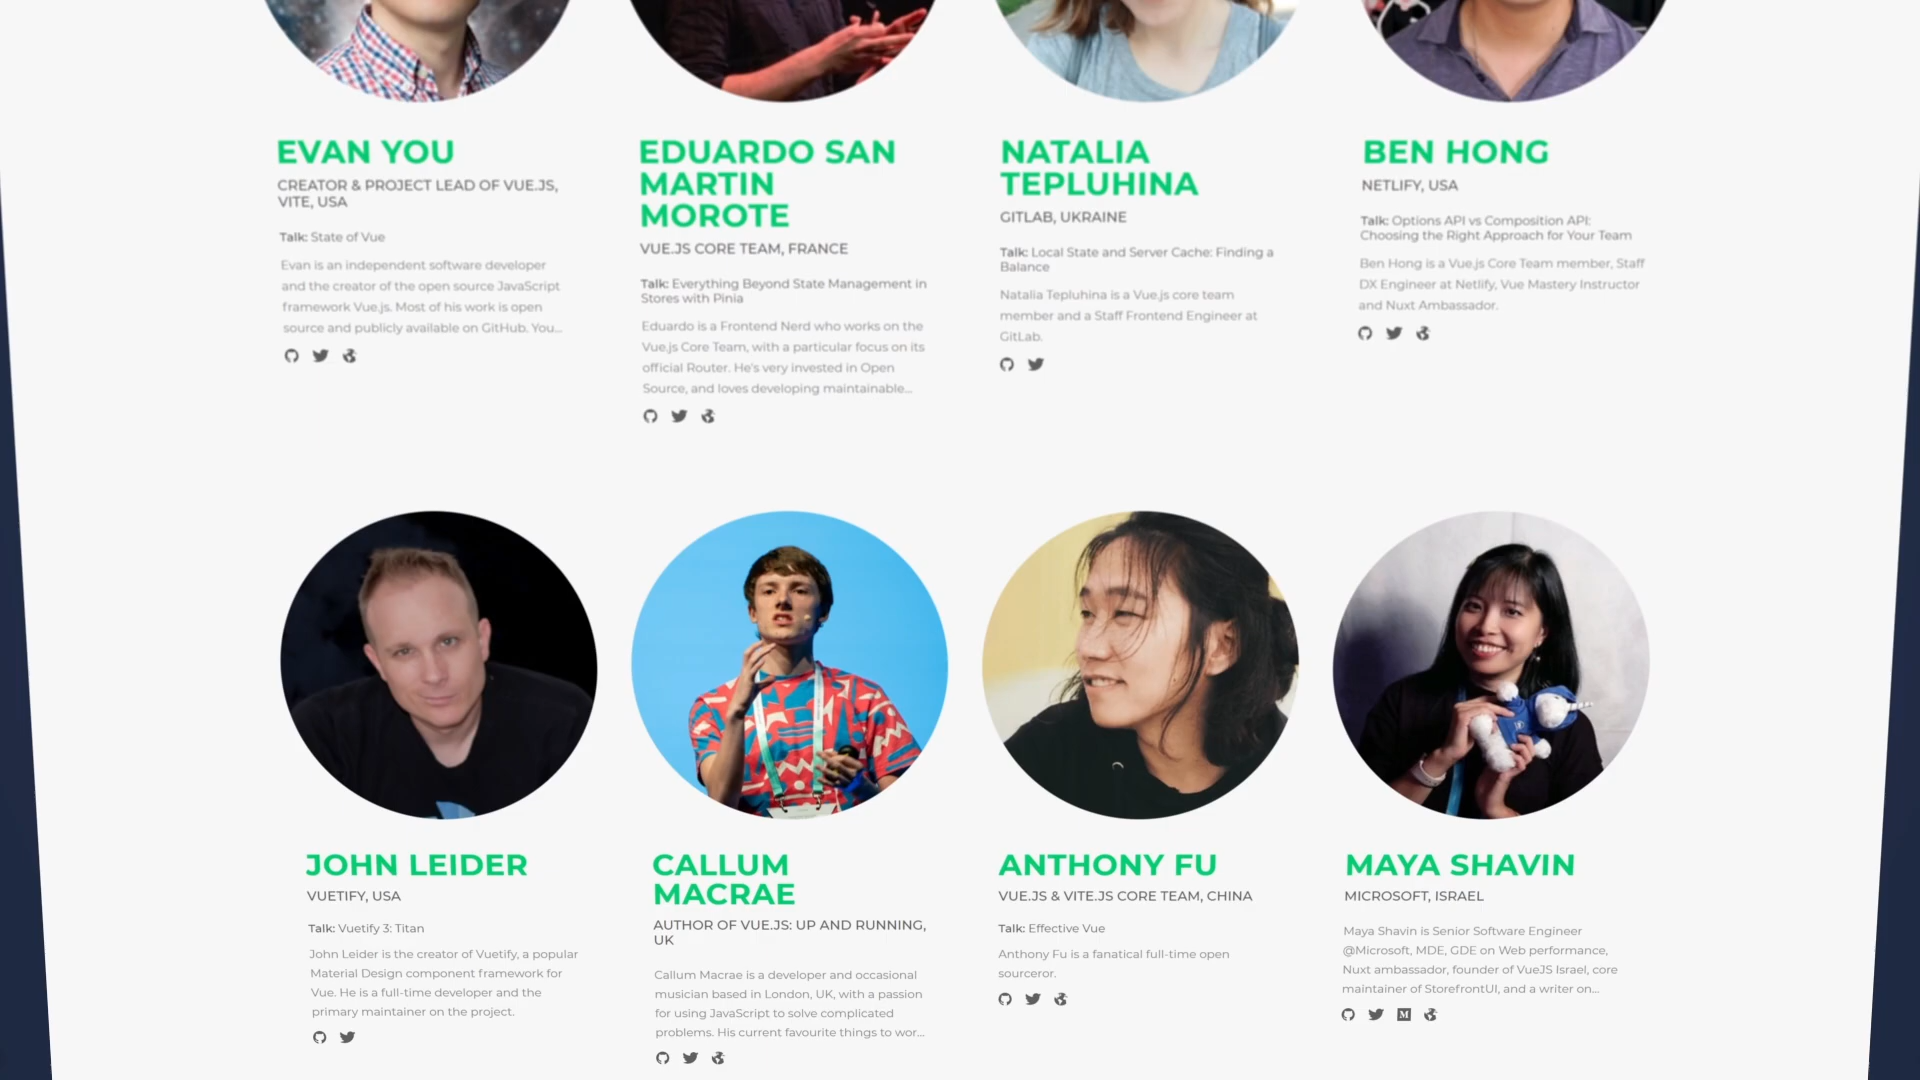 EVAN YOU
CREATOR & PROJECT LEAD OF VUE.JS,
VITE, USA
Talk: State of Vue
Evan is an independent software developer
and the creator of the open source JavaScript
framework Vue.js. Most of his work is open
source and publicly available on GitHub. You...
EDUARDO SAN
MARTIN
MOROTE
VUE.JS CORE TEAM, FRANCE
Talk: Everything Beyond State Management in
Stores with Pinia
Eduardo is a Frontend Nerd who works on the
Vue.js Core Team, with a particular focus on its
official Router. He's very invested in Open
Source, and loves developing maintainable...
NATALIA
TEPLUHINA
GITLAB, UKRAINE
Talk: Local State and Server Cache: Finding a
Balance
Natalia Tepluhina is a Vue.js core team
member and a Staff Frontend Engineer at
GitLab.
BEN HONG
NETLIFY, USA
Talk: Options API vs Composition API:
Choosing the Right Approach for Your Team
Ben Hong is a Vue.js Core Team member, Staff
DX Engineer at Netlify, Vue Mastery Instructor
and Nuxt Ambassador.
JOHN LEIDER
VUETIFY, USA
Talk: Vuetify 3: Titan
John Leider is the creator of Vuetify, a popular
Material Design component framework for
Vue. He is a full-time developer and the
primary maintainer on the project.
CALLUM
MACRAE
AUTHOR OF VUE.JS: UP AND RUNNING,
UK
Callum Macrae is a developer and occasional
musician based in London, UK, with a passion
for using JavaScript to solve complicated
problems. His current favourite things to wor...
ANTHONY FU
VUE.JS & VITE.JS CORE TEAM, CHINA
Talk: Effective Vue
Anthony Fu is a fanatical full-time open
sourceror.
MAYA SHAVIN
MICROSOFT, ISRAEL
Maya Shavin is Senior Software Engineer
@Microsoft, MDE, GDE on Web performance,
Nuxt ambassador, founder of VueJS Israel, core
maintainer of StorefrontUI, and a writer on...